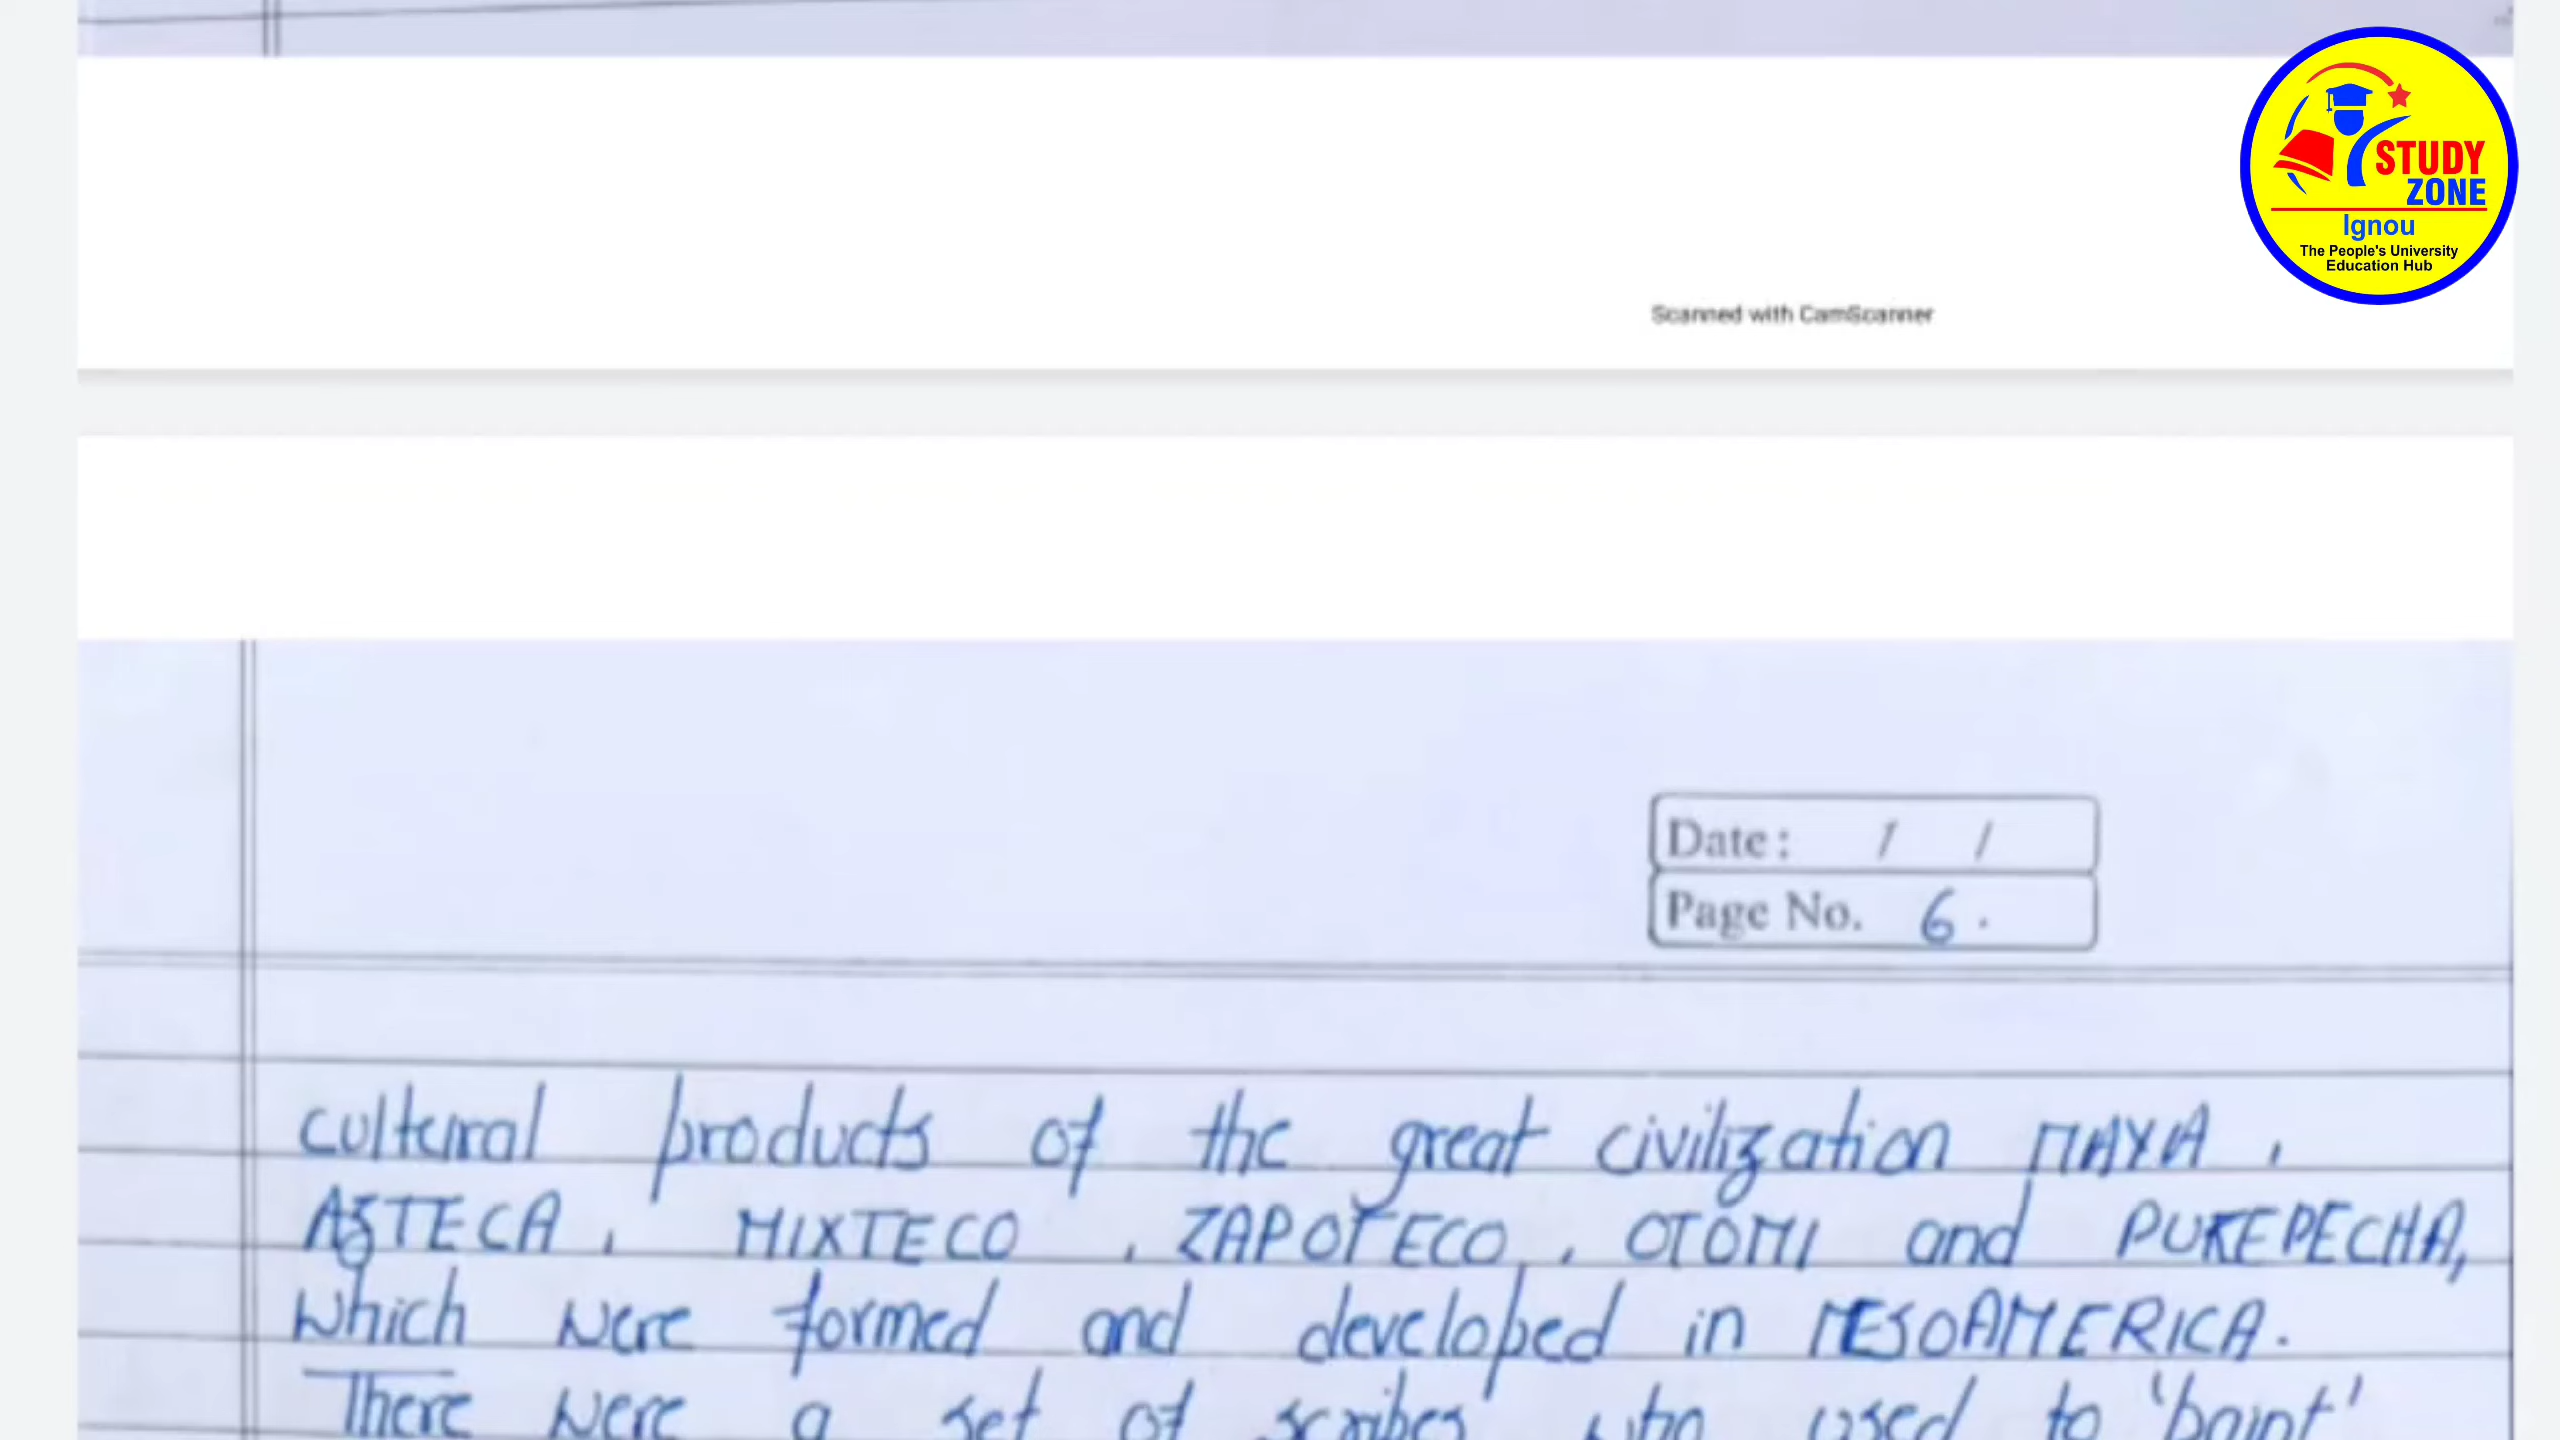 STUDY
ZONE
Ignou
The People's University
Education Hub
Scanned with CamScanner
Date: / /
Page No. 6.
cultural products of the great civilization MAYA,
AZTECA, MIXTECO, ZAPOTECO, OTOMI and PUREPECHA,
which were formed and developed in MESOAMERICA.
There were a set of scribes who used to 'paint'